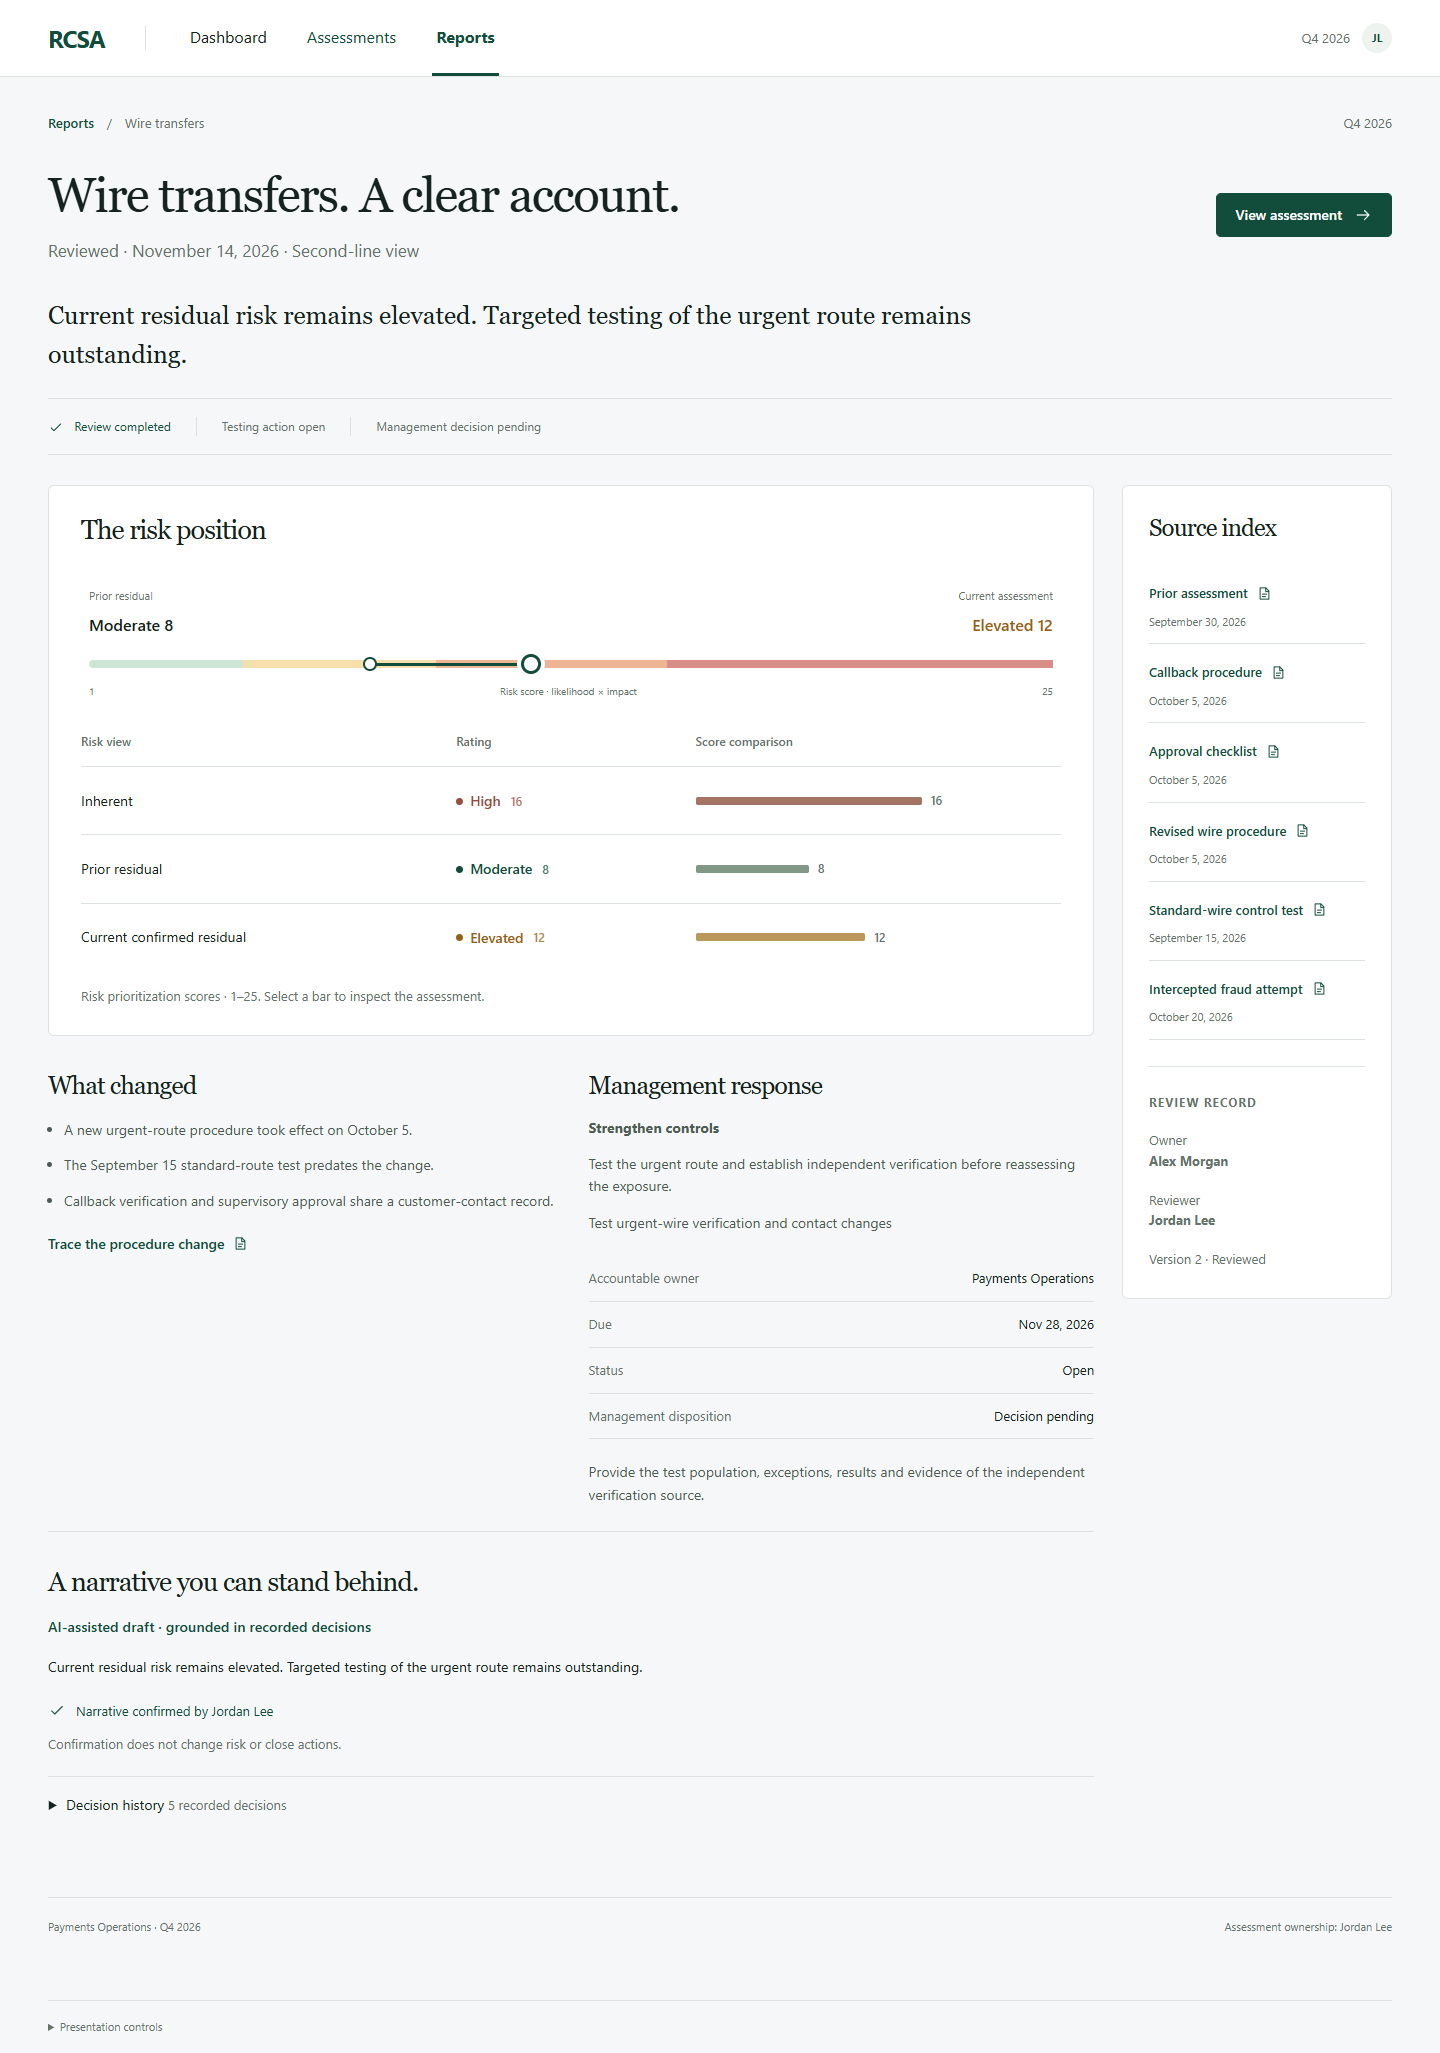 RCSA
Dashboard
Assessments
Reports
Q4 2026
JL
Reports / Wire transfers
Q4 2026
Wire transfers. A clear account.
View assessment
Reviewed · November 14, 2026 · Second-line view
Current residual risk remains elevated. Targeted testing of the urgent route remains
outstanding.
Review completed
Testing action open
Management decision pending
The risk position
Prior residual
Current assessment
Moderate 8
Elevated 12
1
Risk score · likelihood × impact
25
Risk view
Rating
Score comparison
Inherent
High 16
16
Prior residual
Moderate 8
8
Current confirmed residual
Elevated 12
12
Risk prioritization scores · 1–25. Select a bar to inspect the assessment.
Source index
Prior assessment
September 30, 2026
Callback procedure
October 5, 2026
Approval checklist
October 5, 2026
Revised wire procedure
October 5, 2026
Standard-wire control test
September 15, 2026
Intercepted fraud attempt
October 20, 2026
REVIEW RECORD
Owner
Alex Morgan
Reviewer
Jordan Lee
Version 2 · Reviewed
What changed
A new urgent-route procedure took effect on October 5.
The September 15 standard-route test predates the change.
Callback verification and supervisory approval share a customer-contact record.
Trace the procedure change
Management response
Strengthen controls
Test the urgent route and establish independent verification before reassessing
the exposure.
Test urgent-wire verification and contact changes
Accountable owner
Payments Operations
Due
Nov 28, 2026
Status
Open
Management disposition
Decision pending
Provide the test population, exceptions, results and evidence of the independent
verification source.
A narrative you can stand behind.
AI-assisted draft · grounded in recorded decisions
Current residual risk remains elevated. Targeted testing of the urgent route remains outstanding.
Narrative confirmed by Jordan Lee
Confirmation does not change risk or close actions.
Decision history 5 recorded decisions
Payments Operations · Q4 2026
Assessment ownership: Jordan Lee
Presentation controls